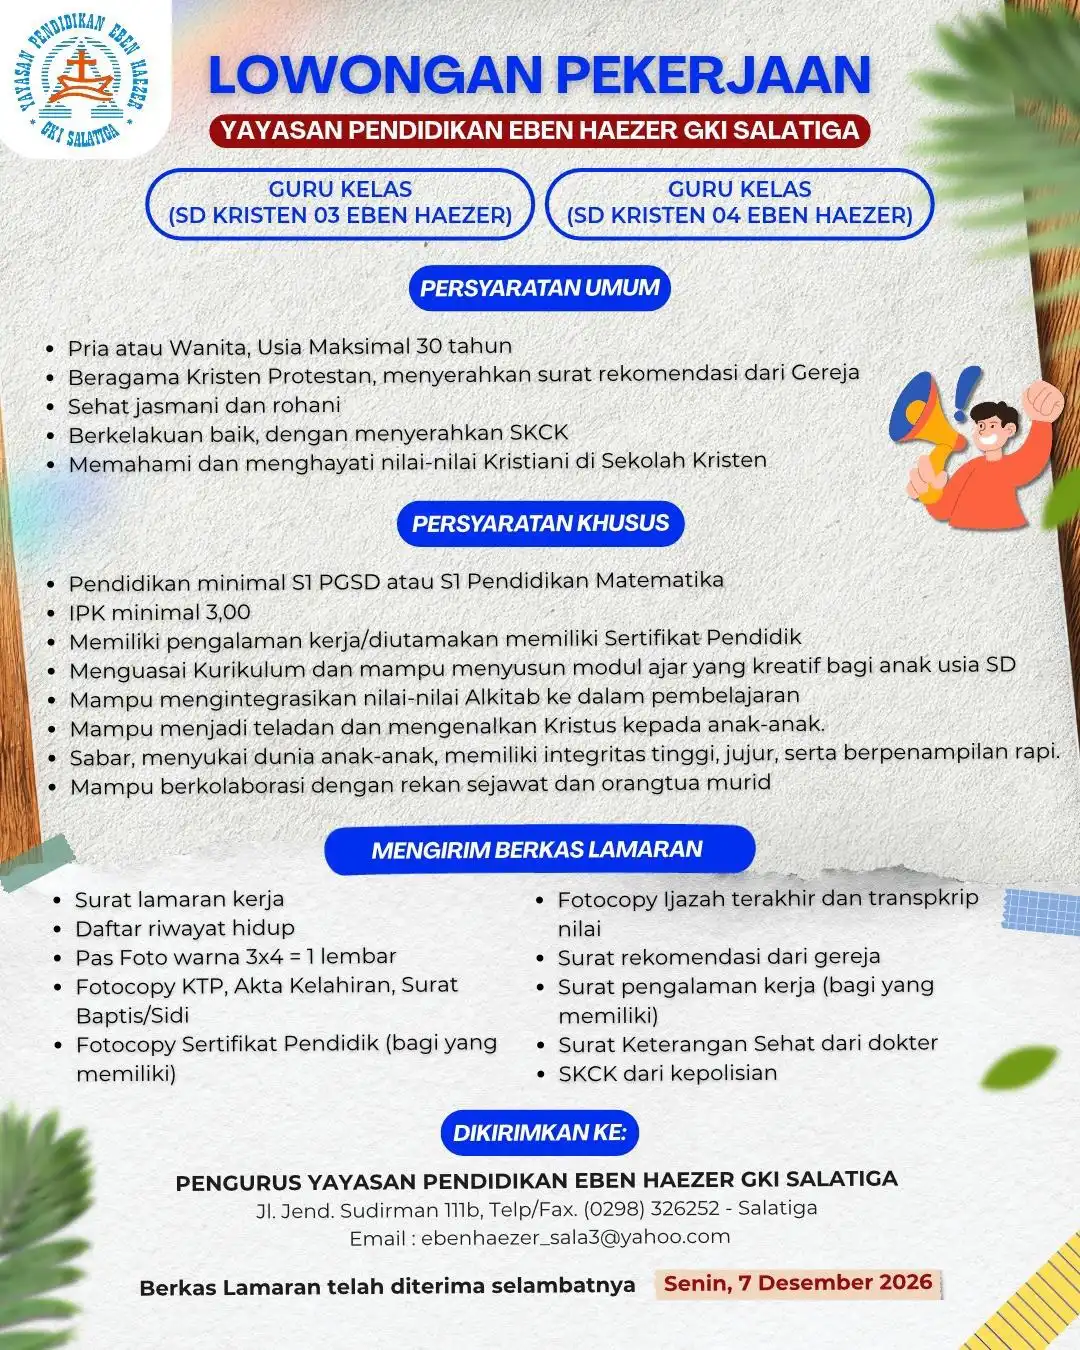 YAYASAN PENDIDIKAN EBEN HAEZER
* GKI SALATIGA *
LOWONGAN PEKERJAAN
YAYASAN PENDIDIKAN EBEN HAEZER GKI SALATIGA
GURU KELAS
(SD KRISTEN 03 EBEN HAEZER)
GURU KELAS
(SD KRISTEN 04 EBEN HAEZER)
PERSYARATAN UMUM
• Pria atau Wanita, Usia Maksimal 30 tahun
• Beragama Kristen Protestan, menyerahkan surat rekomendasi dari Gereja
• Sehat jasmani dan rohani
• Berkelakuan baik, dengan menyerahkan SKCK
• Memahami dan menghayati nilai-nilai Kristiani di Sekolah Kristen
PERSYARATAN KHUSUS
• Pendidikan minimal S1 PGSD atau S1 Pendidikan Matematika
• IPK minimal 3,00
• Memiliki pengalaman kerja/diutamakan memiliki Sertifikat Pendidik
• Menguasai Kurikulum dan mampu menyusun modul ajar yang kreatif bagi anak usia SD
• Mampu mengintegrasikan nilai-nilai Alkitab ke dalam pembelajaran
• Mampu menjadi teladan dan mengenalkan Kristus kepada anak-anak.
• Sabar, menyukai dunia anak-anak, memiliki integritas tinggi, jujur, serta berpenampilan rapi.
• Mampu berkolaborasi dengan rekan sejawat dan orangtua murid
MENGIRIM BERKAS LAMARAN
• Surat lamaran kerja
• Daftar riwayat hidup
• Pas Foto warna 3x4 = 1 lembar
• Fotocopy KTP, Akta Kelahiran, Surat
Baptis/Sidi
• Fotocopy Sertifikat Pendidik (bagi yang
memiliki)
• Fotocopy Ijazah terakhir dan transpkrip
nilai
• Surat rekomendasi dari gereja
• Surat pengalaman kerja (bagi yang
memiliki)
• Surat Keterangan Sehat dari dokter
• SKCK dari kepolisian
DIKIRIMKAN KE:
PENGURUS YAYASAN PENDIDIKAN EBEN HAEZER GKI SALATIGA
Jl. Jend. Sudirman 111b, Telp/Fax. (0298) 326252 - Salatiga
Email : ebenhaezer_sala3@yahoo.com
Berkas Lamaran telah diterima selambatnya Senin, 7 Desember 2026